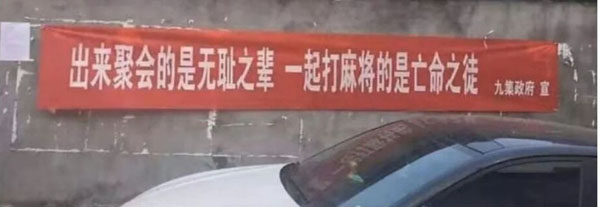 出来聚会的是无耻之辈 一起打麻将的是亡命之徒 九集政府 宣